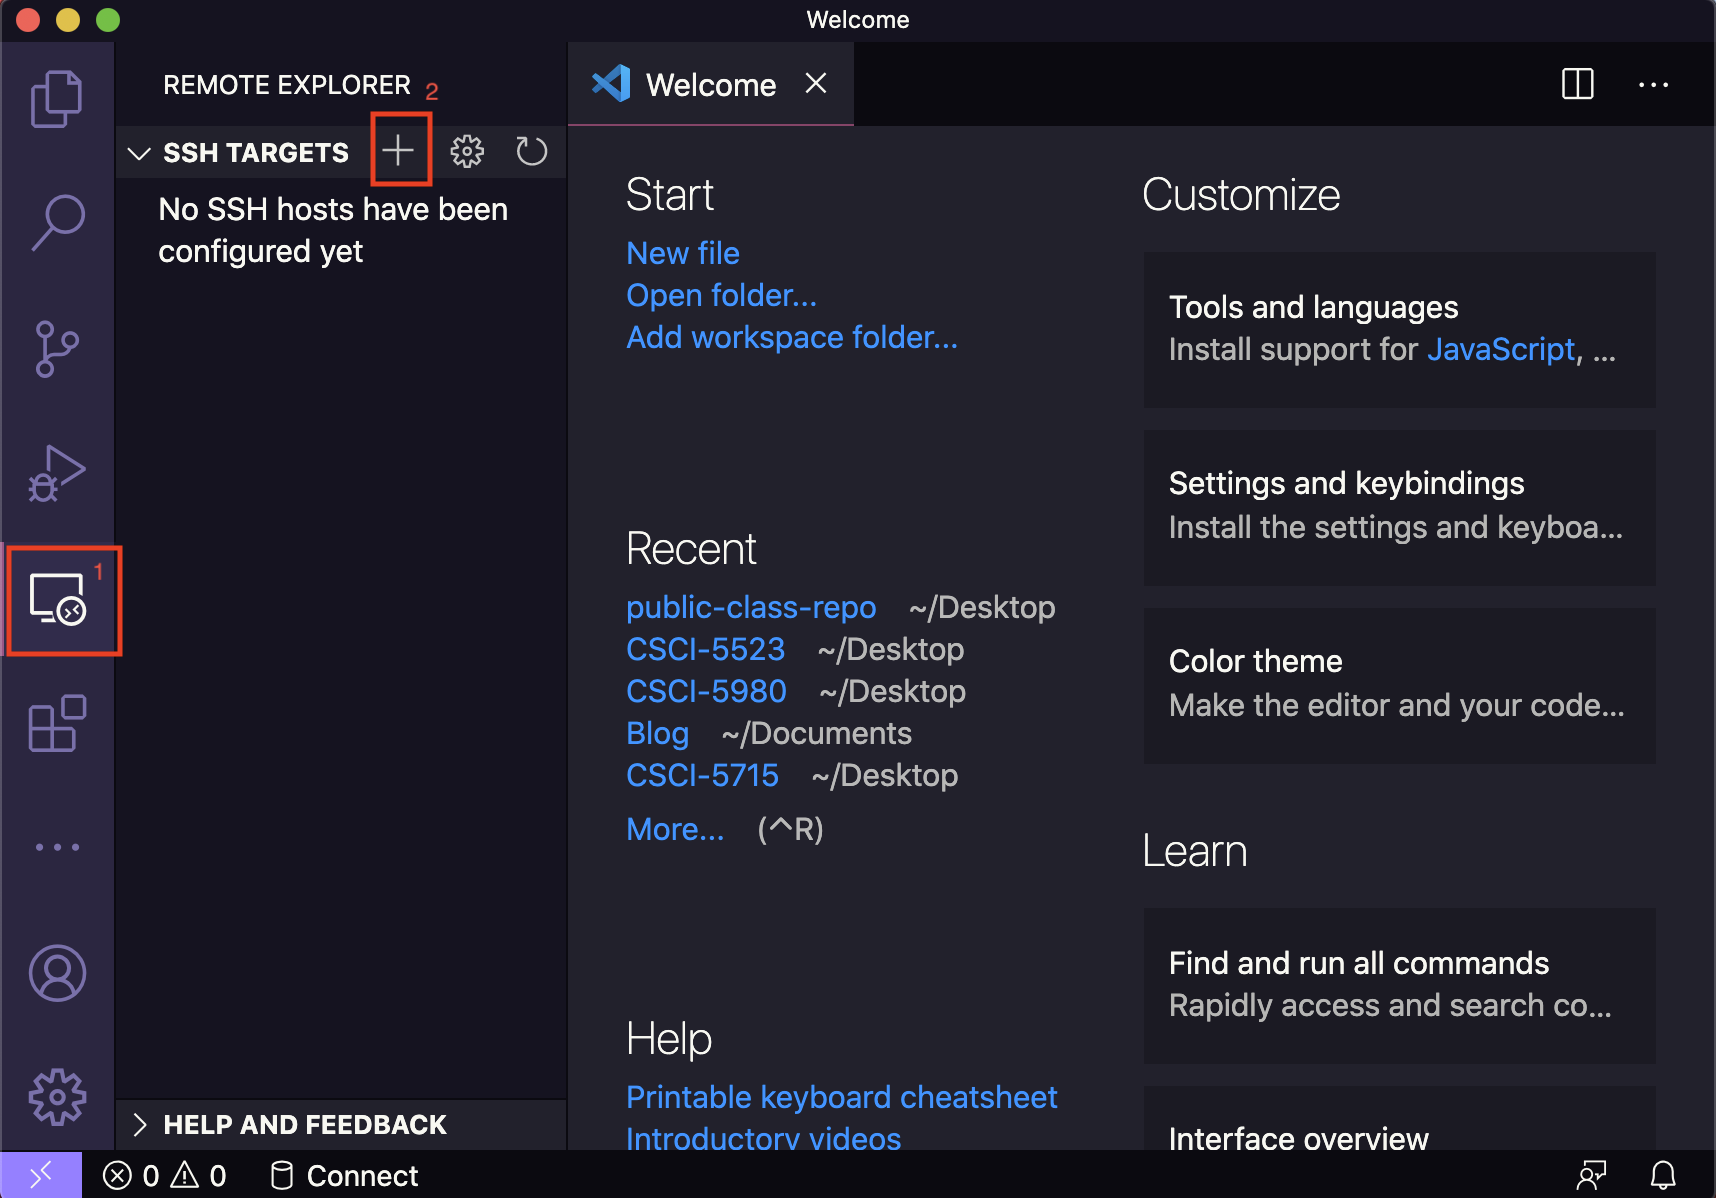 Welcome
REMOTE EXPLORER 2
SSH TARGETS
No SSH hosts have been
configured yet
1
HELP AND FEEDBACK
Welcome
Start
New file
Open folder...
Add workspace folder...
Recent
public-class-repo ~/Desktop
CSCI-5523 ~/Desktop
CSCI-5980 ~/Desktop
Blog ~/Documents
CSCI-5715 ~/Desktop
More... (^R)
Help
Printable keyboard cheatsheet
Introductory videos
Customize
Tools and languages
Install support for JavaScript, ...
Settings and keybindings
Install the settings and keyboa...
Color theme
Make the editor and your code...
Learn
Find and run all commands
Rapidly access and search co...
Interface overview
0 0 Connect